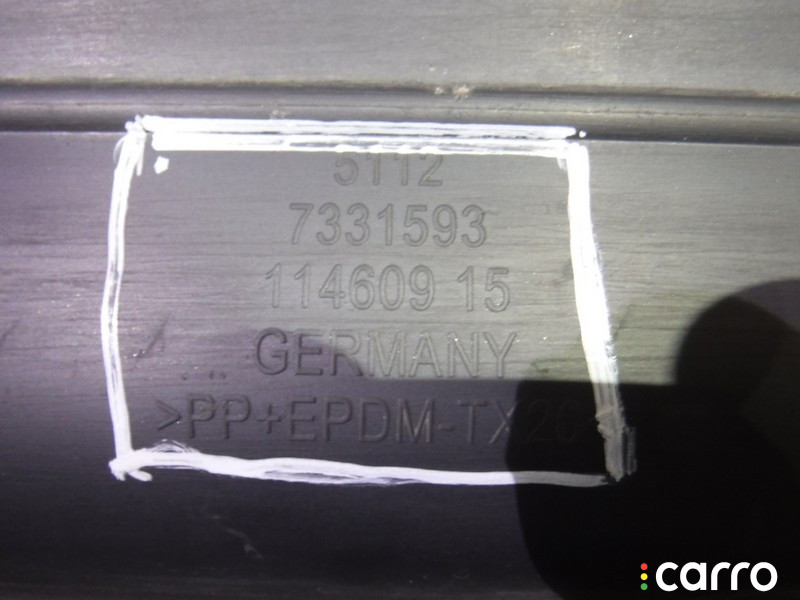 5112
7331593
114609 15
GERMANY
>PP+EPDM-TX20
carro